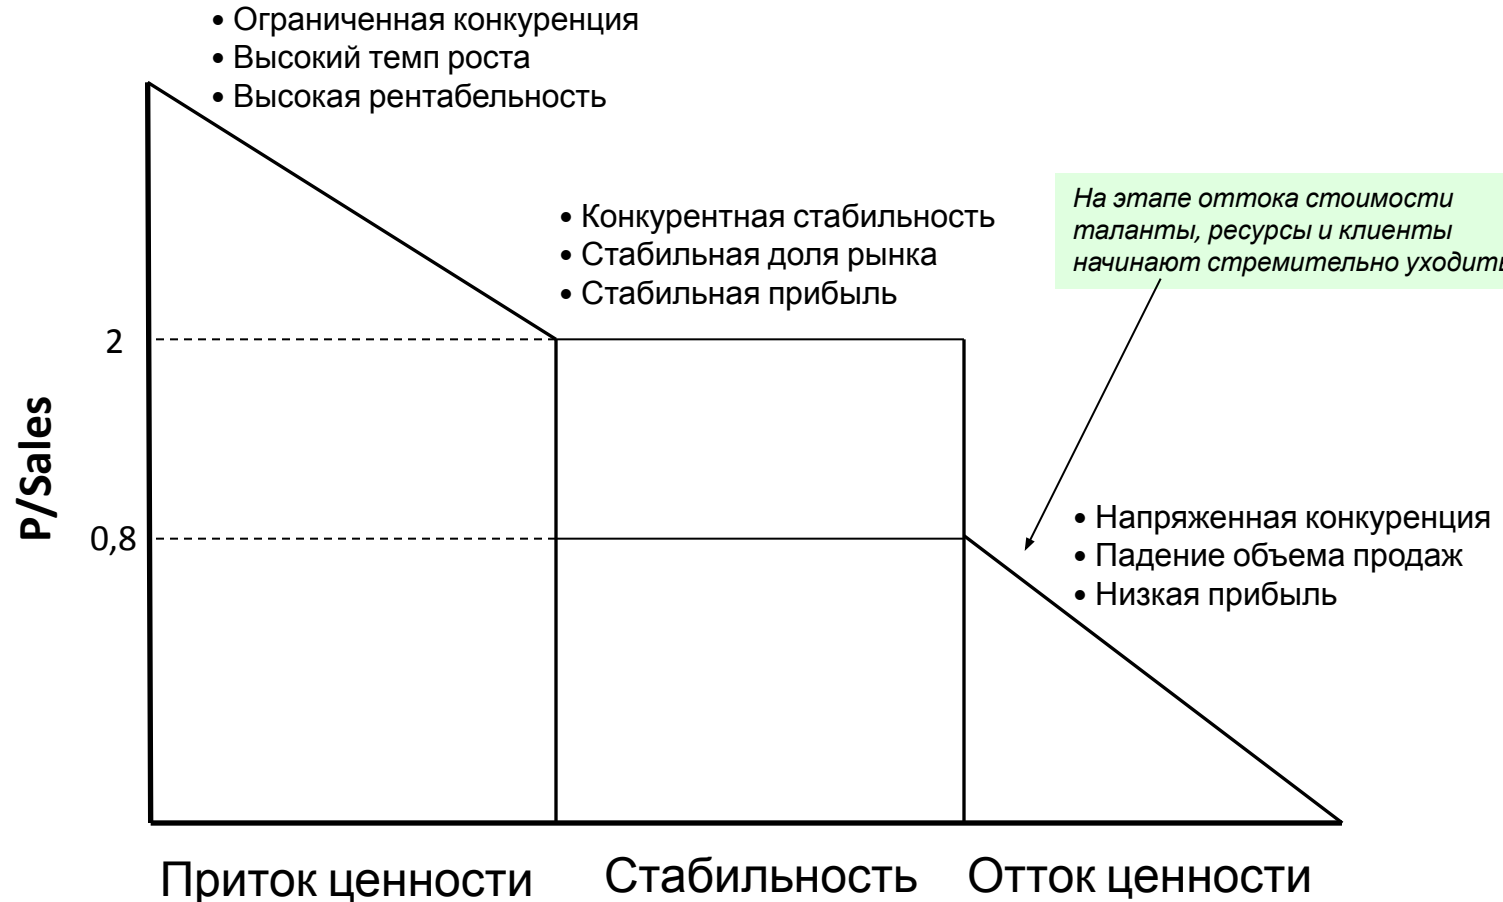 • Ограниченная конкуренция
• Высокий темп роста
• Высокая рентабельность
• Конкурентная стабильность
• Стабильная доля рынка
• Стабильная прибыль
На этапе оттока стоимости
таланты, ресурсы и клиенты
начинают стремительно уходить
2
0,8
P/Sales
• Напряженная конкуренция
• Падение объема продаж
• Низкая прибыль
Приток ценности
Стабильность
Отток ценности